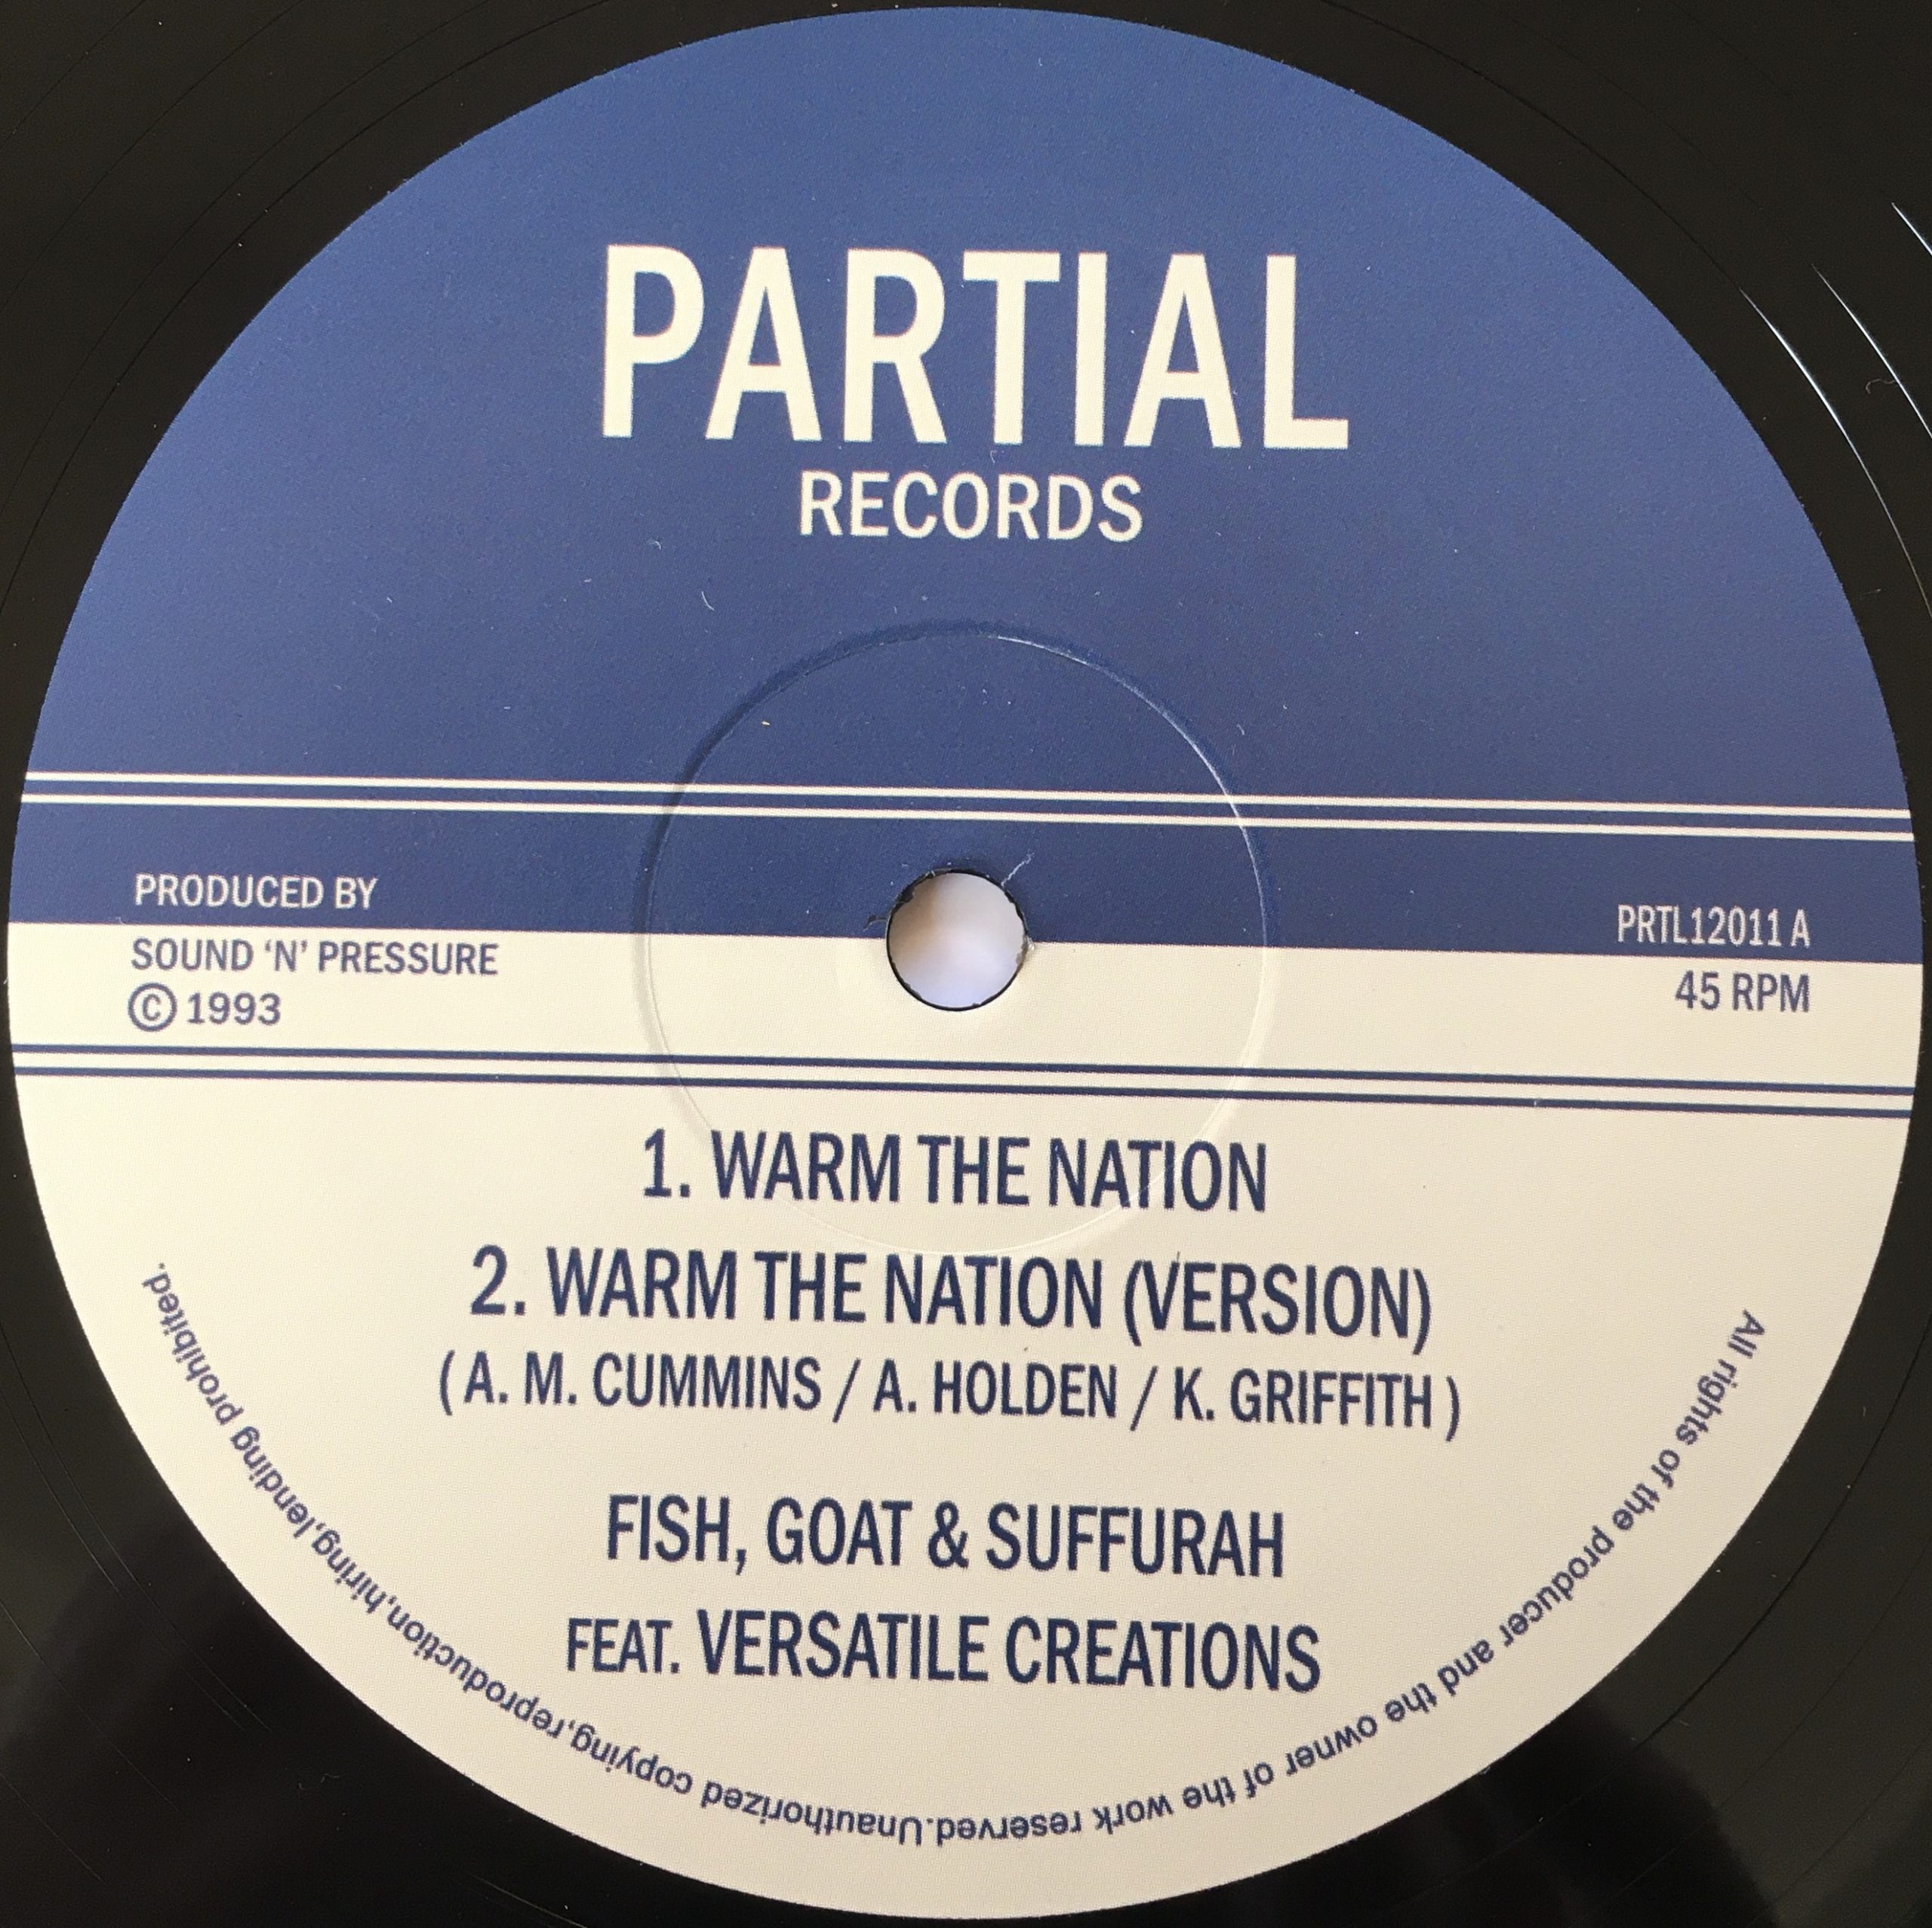 PARTIAL
RECORDS
PRODUCED BY
SOUND ‘N’ PRESSURE
© 1993
PRTL12011 A
45 RPM
1. WARM THE NATION
2. WARM THE NATION (VERSION)
( A. M. CUMMINS / A. HOLDEN / K. GRIFFITH )
FISH, GOAT & SUFFURAH
FEAT. VERSATILE CREATIONS
All rights of the producer and the owner of the work reserved.Unauthorized copying,reproduction,hiring,lending prohibited.